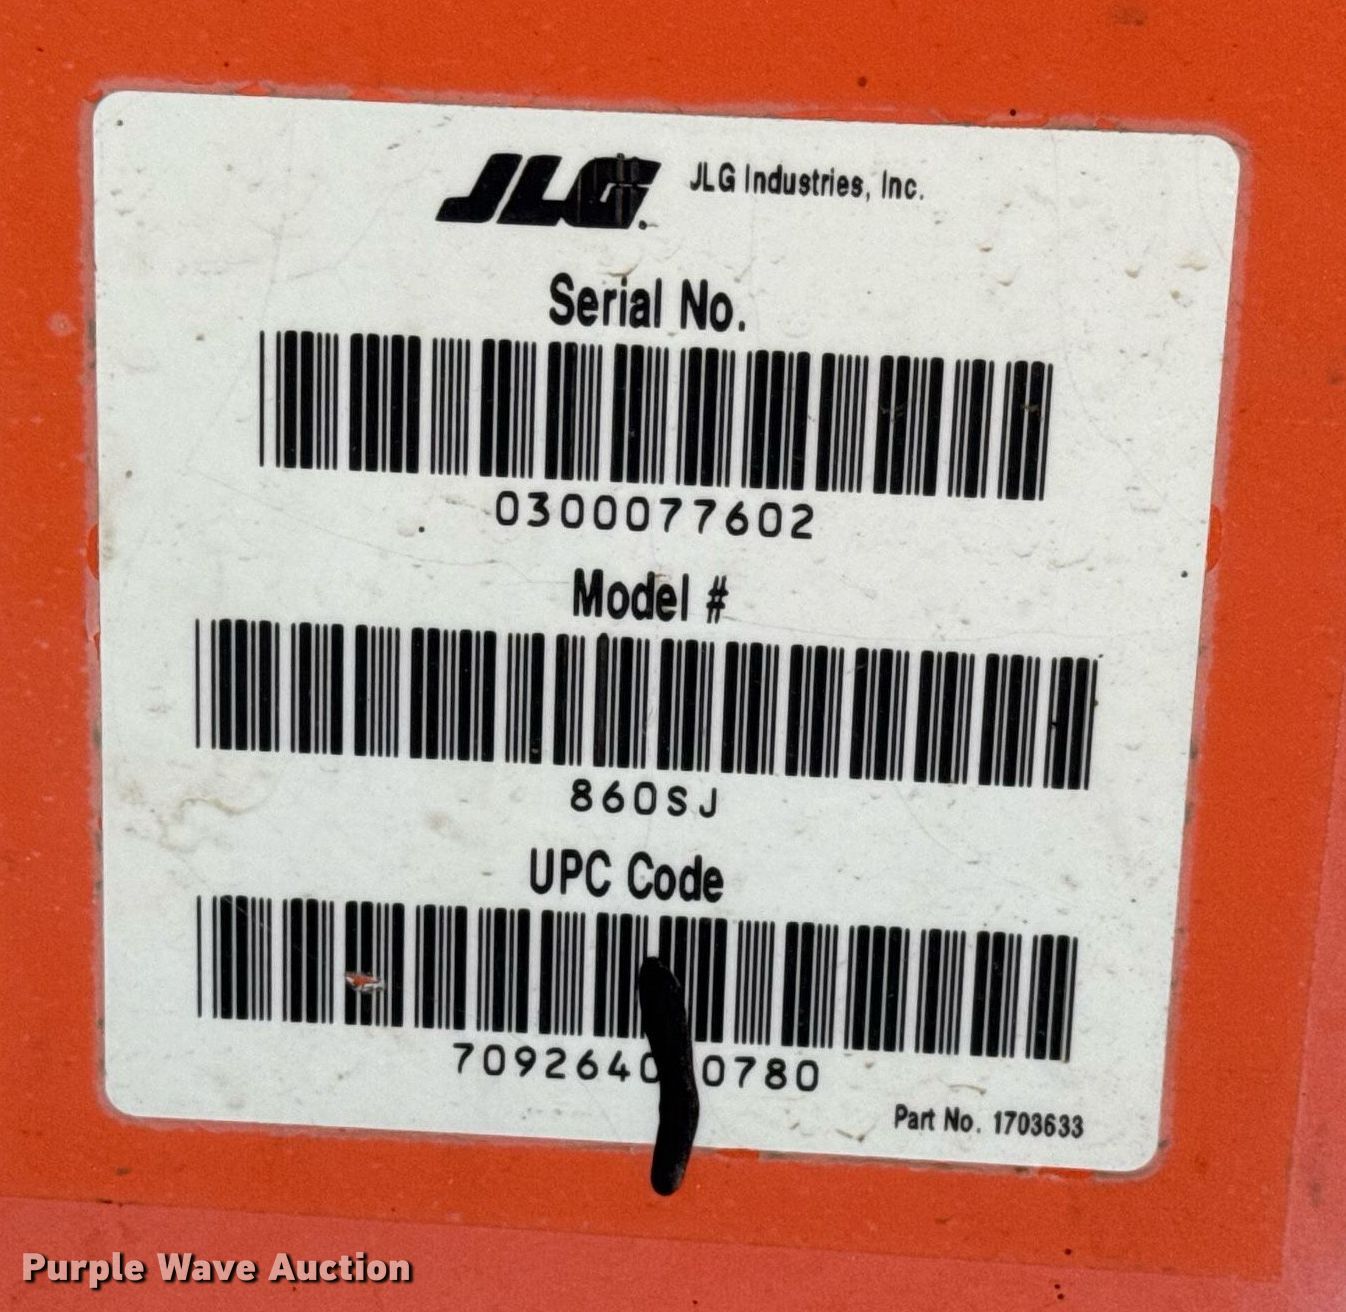 JLG JLG Industries, Inc.
Serial No.
0300077602
Model #
860SJ
UPC Code
Part No. 1703633
Purple Wave Auction